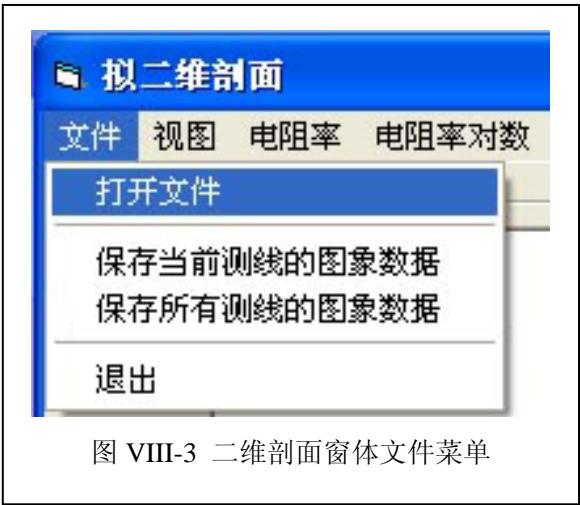 拟二维剖面
文件 视图 电阻率 电阻率对数
打开文件
保存当前测线的图象数据
保存所有测线的图象数据
退出
图 VIII-3 二维剖面窗体文件菜单